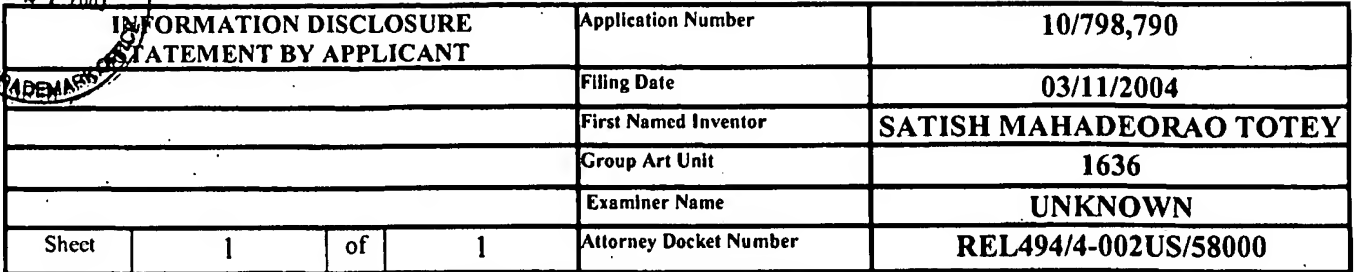 INFORMATION DISCLOSURE
STATEMENT BY APPLICANT
Application Number
10/798,790
Filing Date
03/11/2004
First Named Inventor
SATISH MAHADEORAO TOTEY
Group Art Unit
1636
Examiner Name
UNKNOWN
Sheet 1 of 1
Attorney Docket Number
REL494/4-002US/58000